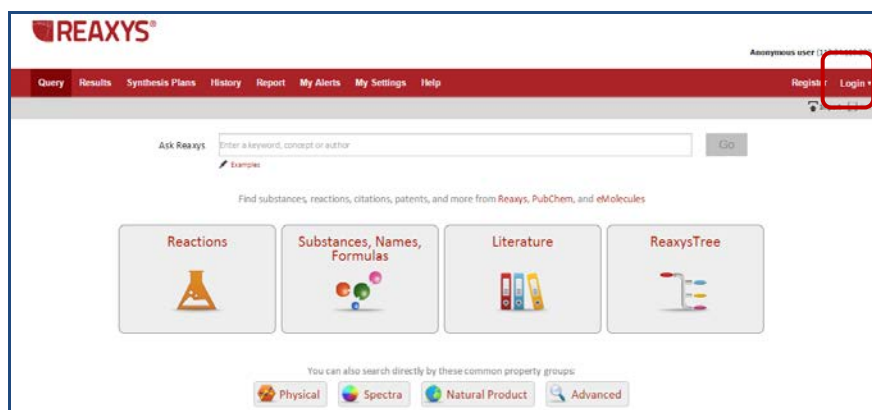 REAXYS®
Anonymous user
Query Results Synthesis Plans History Report My Alerts My Settings Help Register Login
Ask Reaxys Enter a keyword, concept or author Go
Examples
Find substances, reactions, citations, patents, and more from Reaxys, PubChem, and eMolecules
Reactions Substances, Names, Literature ReaxysTree
Formulas
You can also search directly by these common property groups:
Physical Spectra Natural Product Advanced